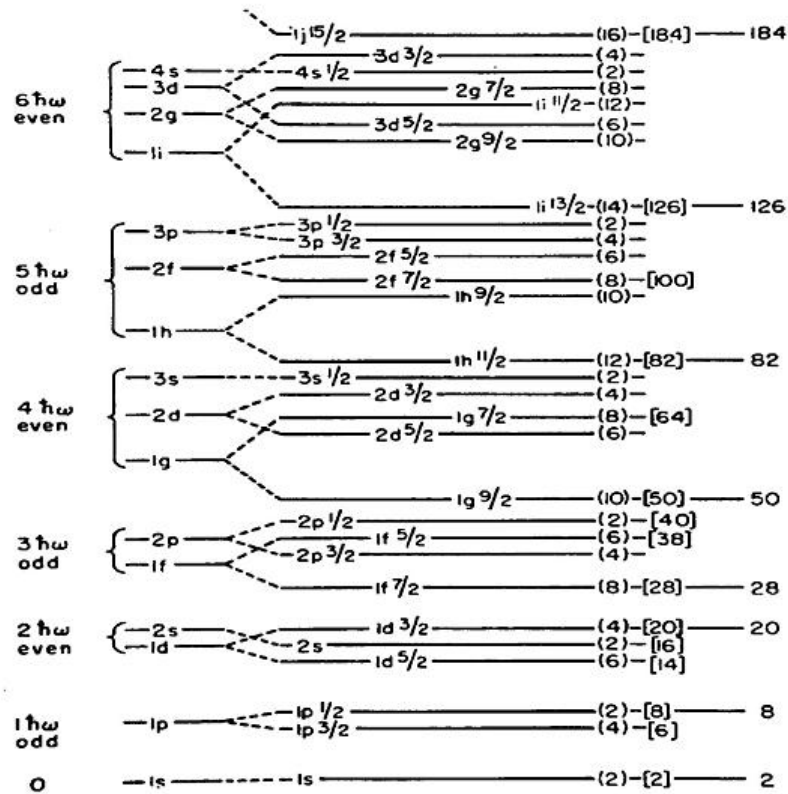 1j 15/2 (16) [184] 184
3d 3/2 (4)
4s 4s 1/2 (2)
3d 2g 7/2 (8)
6ħω even 1i 11/2 (12)
2g 3d 5/2 (6)
2g 9/2 (10)
1i
1i 13/2 (14) [126] 126
3p 3p 1/2 (2)
3p 3/2 (4)
2f 5/2 (6)
5ħω odd 2f 2f 7/2 (8) [100]
1h 9/2 (10)
1h
1h 11/2 (12) [82] 82
3s 3s 1/2 (2)
2d 3/2 (4)
4ħω even 2d 1g 7/2 (8) [64]
2d 5/2 (6)
1g
1g 9/2 (10) [50] 50
2p 1/2 (2) [40]
3ħω odd 2p 1f 5/2 (6) [38]
2p 3/2 (4)
1f
1f 7/2 (8) [28] 28
2ħω even 2s 1d 3/2 (4) [20] 20
1d 2s (2) [16]
1d 5/2 (6) [14]
1p 1/2 (2) [8] 8
1ħω odd 1p 1p 3/2 (4) [6]
0 1s 1s (2) [2] 2